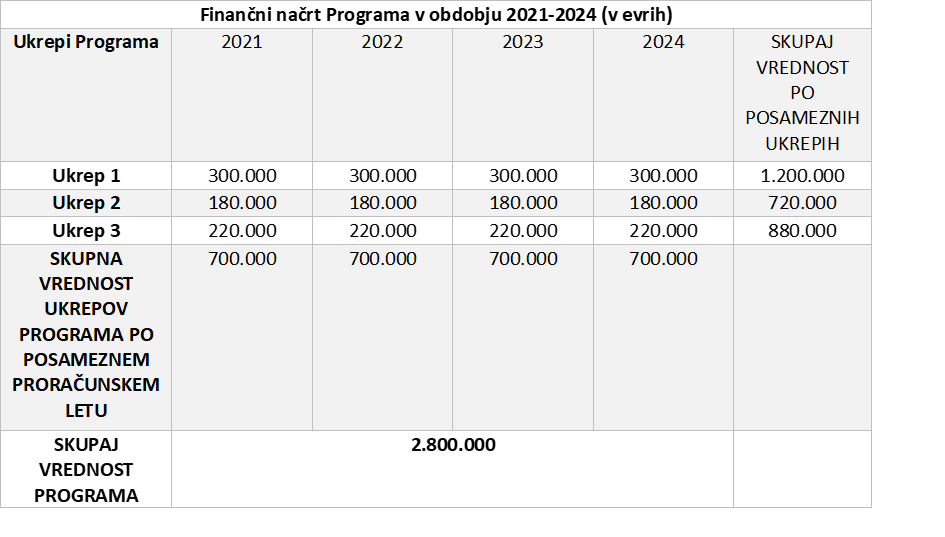 Finančni načrt Programa v obdobju 2021-2024 (v evrih)
Ukrepi Programa 2021 2022 2023 2024 SKUPAJ
VREDNOST
PO
POSAMEZNIH
UKREPIH
Ukrep 1 300.000 300.000 300.000 300.000 1.200.000
Ukrep 2 180.000 180.000 180.000 180.000 720.000
Ukrep 3 220.000 220.000 220.000 220.000 880.000
SKUPNA 700.000 700.000 700.000 700.000
VREDNOST
UKREPOV
PROGRAMA PO
POSAMEZNEM
PRORAČUNSKEM
LETU
SKUPAJ 2.800.000
VREDNOST
PROGRAMA